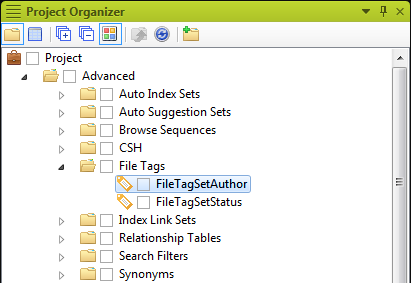 Project Organizer
Project
Advanced
Auto Index Sets
Auto Suggestion Sets
Browse Sequences
CSH
File Tags
FileTagSetAuthor
FileTagSetStatus
Index Link Sets
Relationship Tables
Search Filters
Synonyms